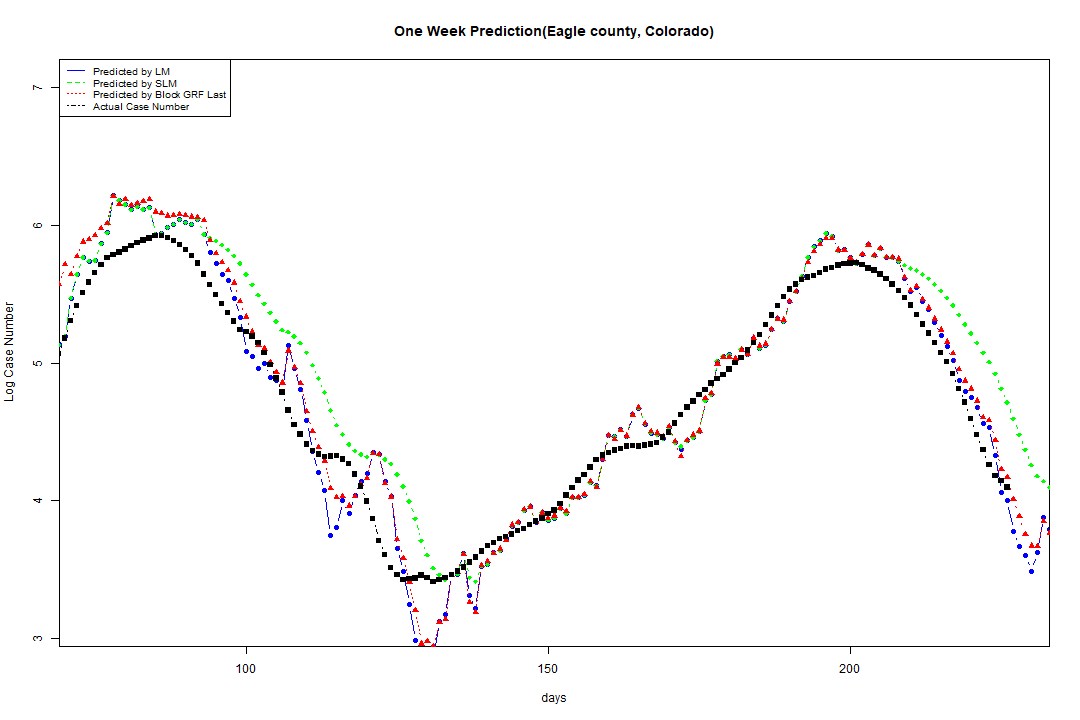 One Week Prediction(Eagle county, Colorado)
Predicted by LM
Predicted by SLM
Predicted by Block GRF Last
Actual Case Number
7
6
5
4
3
Log Case Number
100
150
200
days